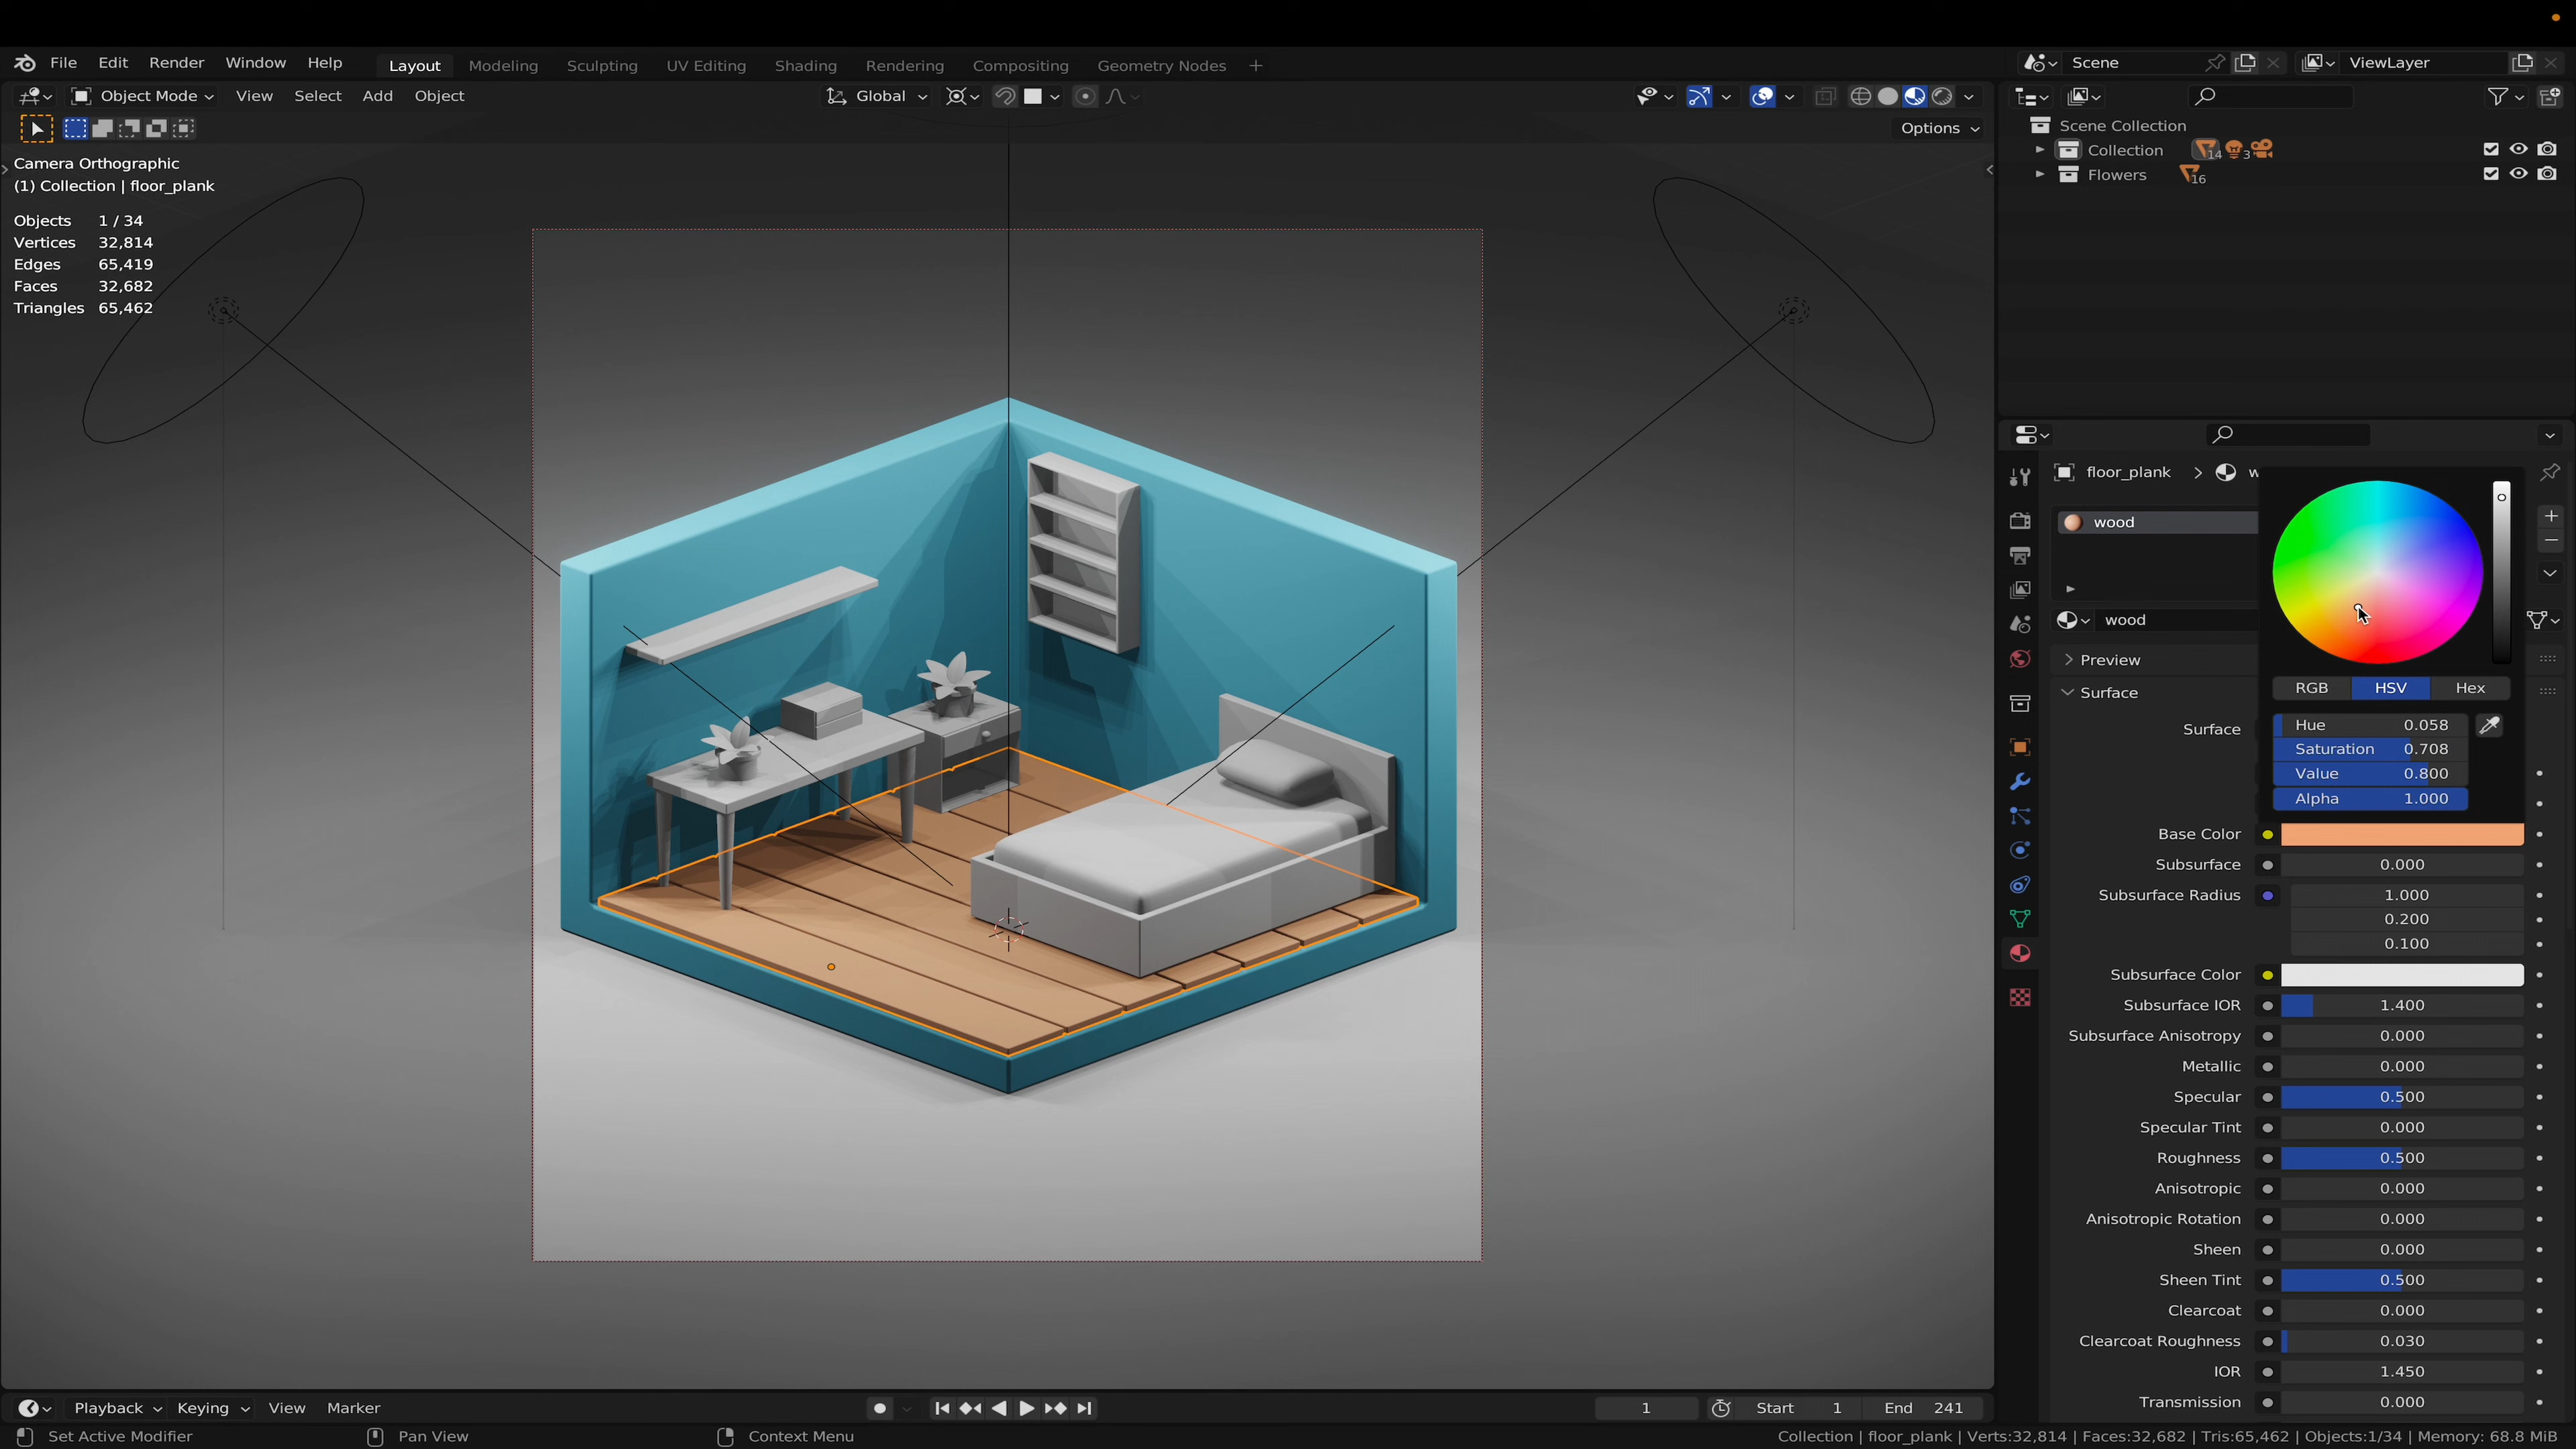 File Edit Render Window Help Layout Modeling Sculpting UV Editing Shading Rendering Compositing Geometry Nodes + Scene ViewLayer
Object Mode View Select Add Object Global
Options
Camera Orthographic
(1) Collection | floor_plank
Objects 1 / 34
Vertices 32,814
Edges 65,419
Faces 32,682
Triangles 65,462
Scene Collection
Collection 14 3
Flowers 16
floor_plank > w
wood
wood
Preview
Surface
Surface
RGB HSV Hex
Hue 0.058
Saturation 0.708
Value 0.800
Alpha 1.000
Base Color
Subsurface 0.000
Subsurface Radius 1.000
0.200
0.100
Subsurface Color
Subsurface IOR 1.400
Subsurface Anisotropy 0.000
Metallic 0.000
Specular 0.500
Specular Tint 0.000
Roughness 0.500
Anisotropic 0.000
Anisotropic Rotation 0.000
Sheen 0.000
Sheen Tint 0.500
Clearcoat 0.000
Clearcoat Roughness 0.030
IOR 1.450
Transmission 0.000
Playback Keying View Marker 1 Start 1 End 241
Set Active Modifier Pan View Context Menu Collection | floor_plank | Verts:32,814 | Faces:32,682 | Tris:65,462 | Objects:1/34 | Memory: 68.8 MiB